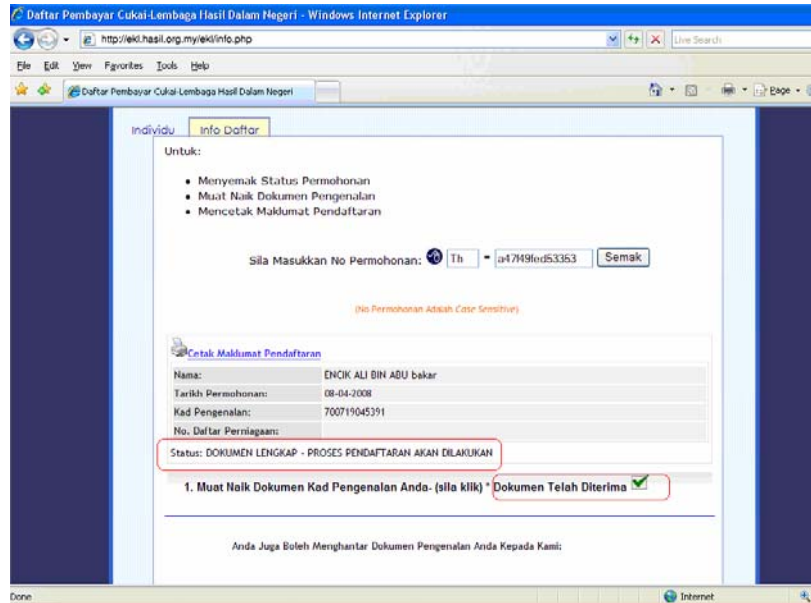 Daftar Pembayar Cukai-Lembaga Hasil Dalam Negeri - Windows Internet Explorer
http://ekl.hasil.org.my/ekl/info.php
Live Search
File Edit View Favorites Tools Help
Daftar Pembayar Cukai-Lembaga Hasil Dalam Negeri
Page
Individu Info Daftar
Untuk:
• Menyemak Status Permohonan
• Muat Naik Dokumen Pengenalan
• Mencetak Maklumat Pendaftaran
Sila Masukkan No Permohonan: Th - a47f49fed53353 Semak
(No Permohonan Adalah Case Sensitive)
Cetak Maklumat Pendaftaran
Nama: ENCIK ALI BIN ABU bakar
Tarikh Permohonan: 08-04-2008
Kad Pengenalan: 700719045391
No. Daftar Perniagaan:
Status: DOKUMEN LENGKAP - PROSES PENDAFTARAN AKAN DILAKUKAN
1. Muat Naik Dokumen Kad Pengenalan Anda- (sila klik) * Dokumen Telah Diterima
Anda Juga Boleh Menghantar Dokumen Pengenalan Anda Kepada Kami:
Done Internet